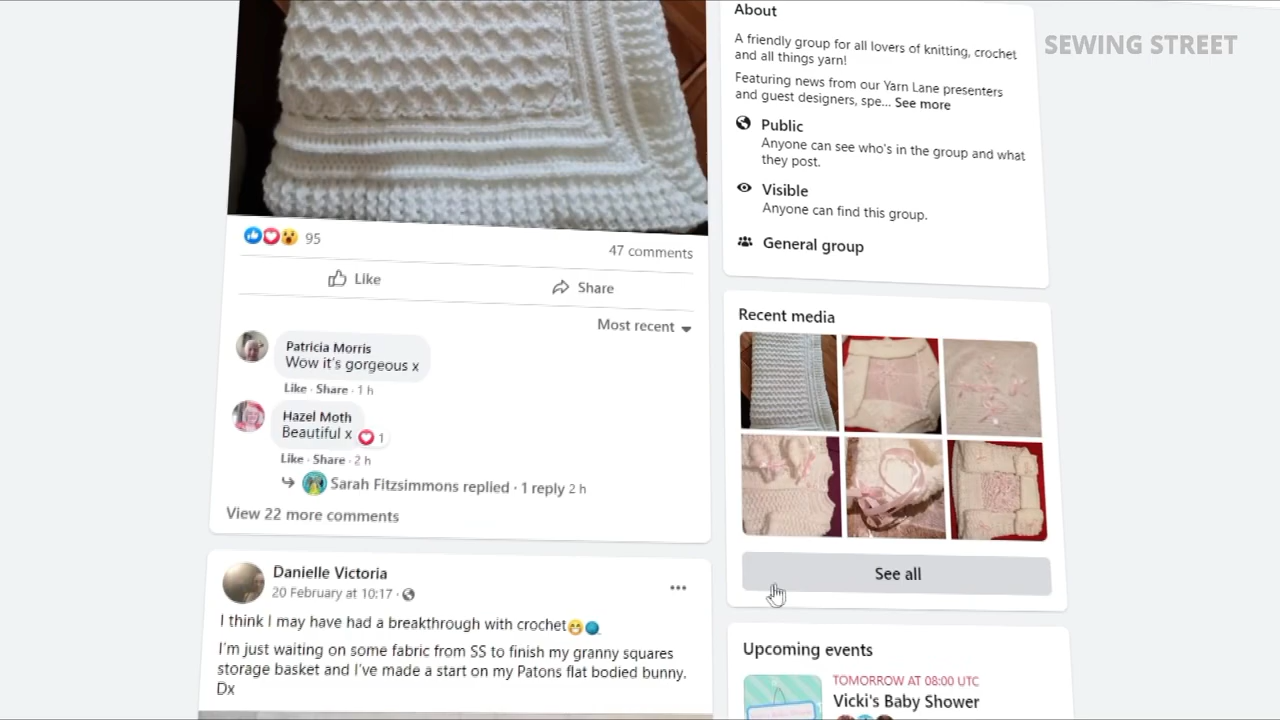 SEWING STREET
95
47 comments
Like
Share
Most recent
Patricia Morris
Wow it's gorgeous x
Like · Share · 1 h
Hazel Moth
Beautiful x
1
Like · Share · 2 h
Sarah Fitzsimmons replied · 1 reply 2 h
View 22 more comments
Danielle Victoria
20 February at 10:17 ·
I think I may have had a breakthrough with crochet
I'm just waiting on some fabric from SS to finish my granny squares
storage basket and I've made a start on my Patons flat bodied bunny.
Dx
About
A friendly group for all lovers of knitting, crochet
and all things yarn!
Featuring news from our Yarn Lane presenters
and guest designers, spe... See more
Public
Anyone can see who's in the group and what
they post.
Visible
Anyone can find this group.
General group
Recent media
See all
Upcoming events
TOMORROW AT 08:00 UTC
Vicki's Baby Shower